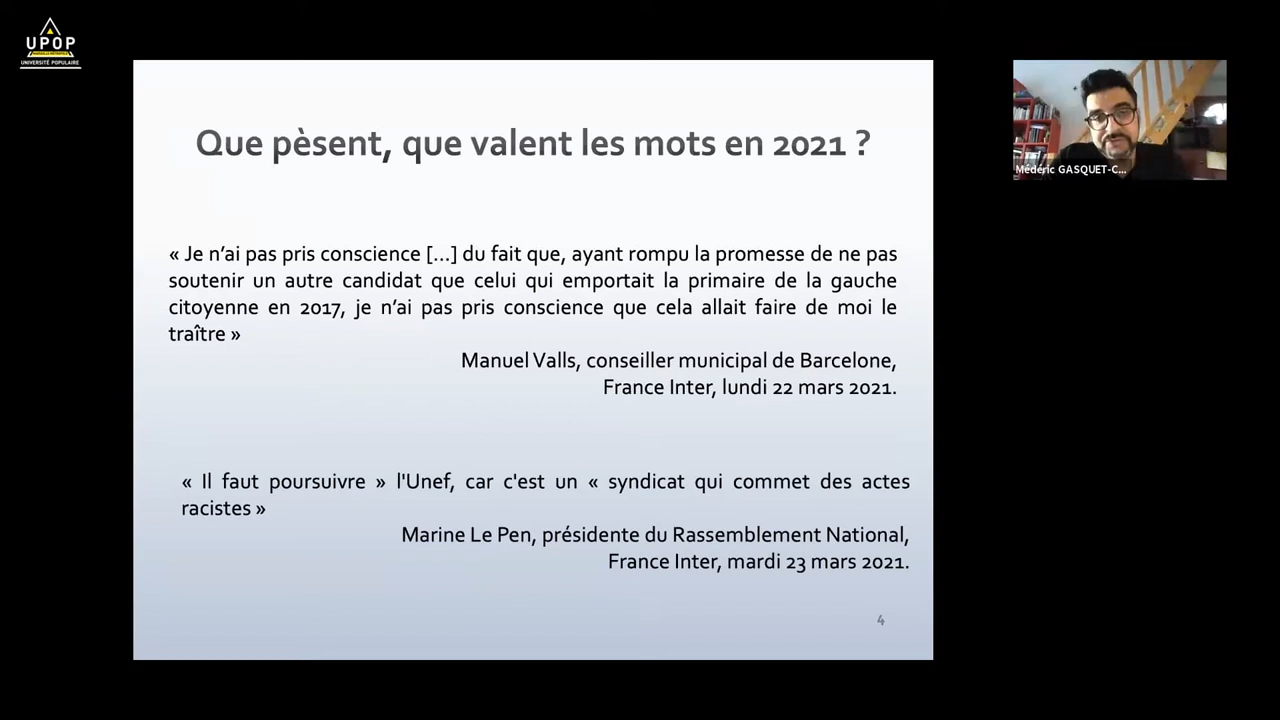 UPOP
UNIVERSITÉ POPULAIRE
Que pèsent, que valent les mots en 2021 ?
« Je n’ai pas pris conscience [...] du fait que, ayant rompu la promesse de ne pas
soutenir un autre candidat que celui qui emportait la primaire de la gauche
citoyenne en 2017, je n’ai pas pris conscience que cela allait faire de moi le
traître »
Manuel Valls, conseiller municipal de Barcelone,
France Inter, lundi 22 mars 2021.
« Il faut poursuivre » l'Unef, car c'est un « syndicat qui commet des actes
racistes »
Marine Le Pen, présidente du Rassemblement National,
France Inter, mardi 23 mars 2021.
4
Médéric GASQUET-C...